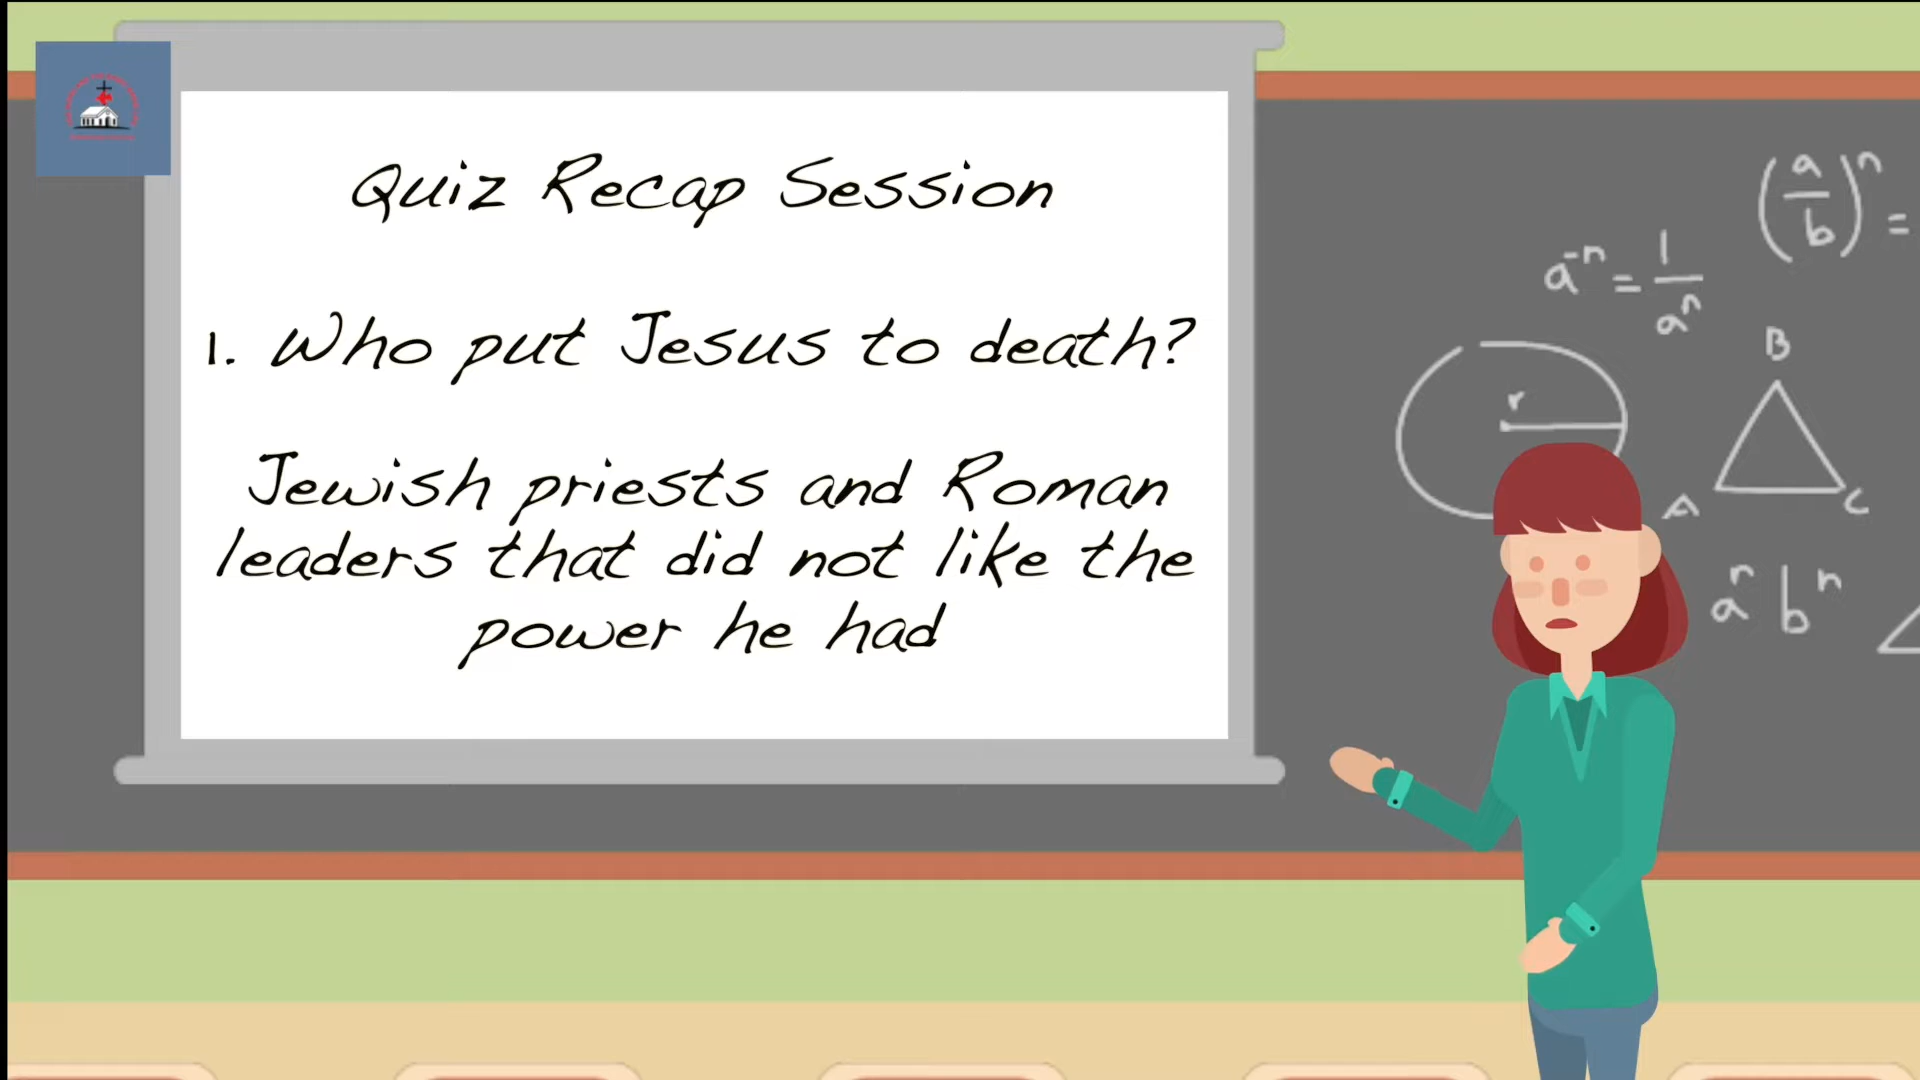 Quiz Recap Session
1. Who put Jesus to death?
Jewish priests and Roman
leaders that did not like the
power he had
(a/b)^n =
a^-n = 1/a^n
r
B
A
C
a^n b^n